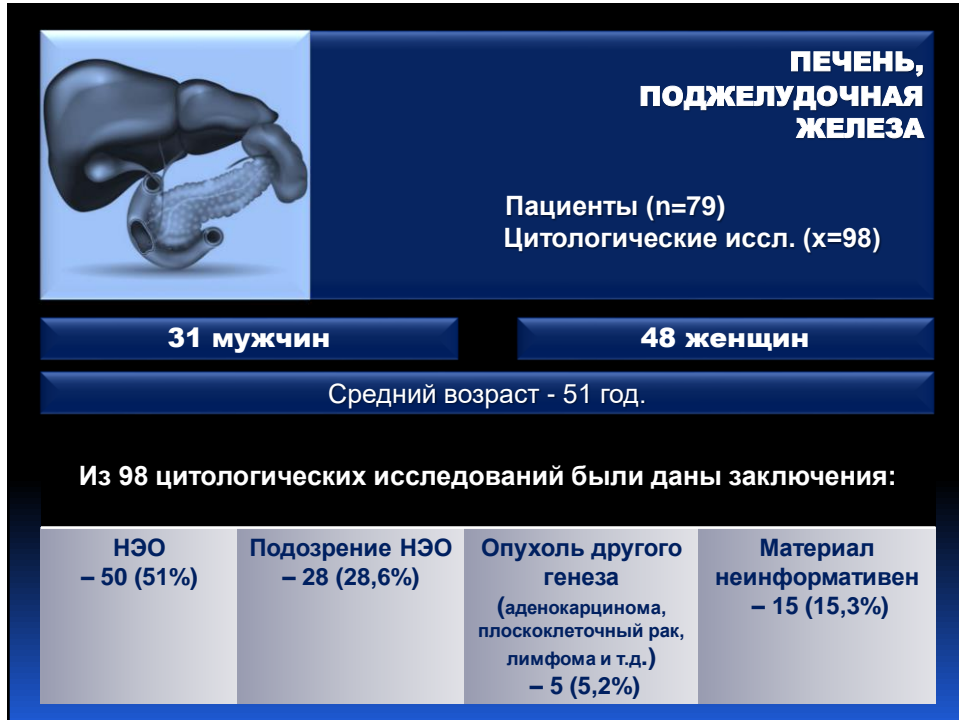 ПЕЧЕНЬ,
ПОДЖЕЛУДОЧНАЯ
ЖЕЛЕЗА
Пациенты (n=79)
Цитологические иссл. (x=98)
31 мужчин
48 женщин
Средний возраст - 51 год.
Из 98 цитологических исследований были даны заключения:
НЭО
– 50 (51%)
Подозрение НЭО
– 28 (28,6%)
Опухоль другого
генеза
(аденокарцинома,
плоскоклеточный рак,
лимфома и т.д.)
– 5 (5,2%)
Материал
неинформативен
– 15 (15,3%)